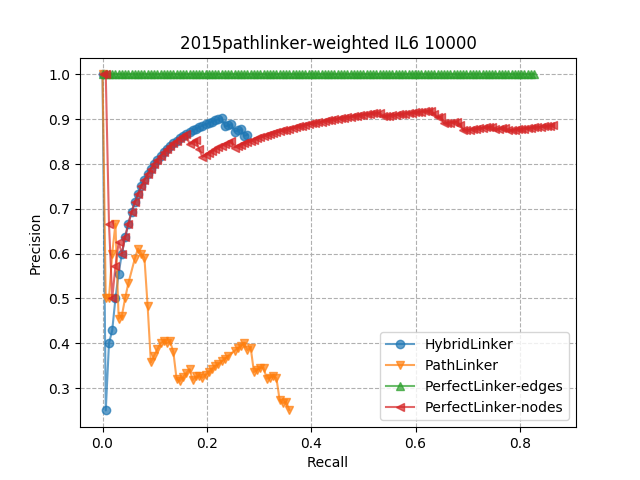 2015pathlinker-weighted IL6 10000
Precision
1.0
0.9
0.8
0.7
0.6
0.5
0.4
0.3
0.0
0.2
0.4
0.6
0.8
Recall
HybridLinker
PathLinker
PerfectLinker-edges
PerfectLinker-nodes